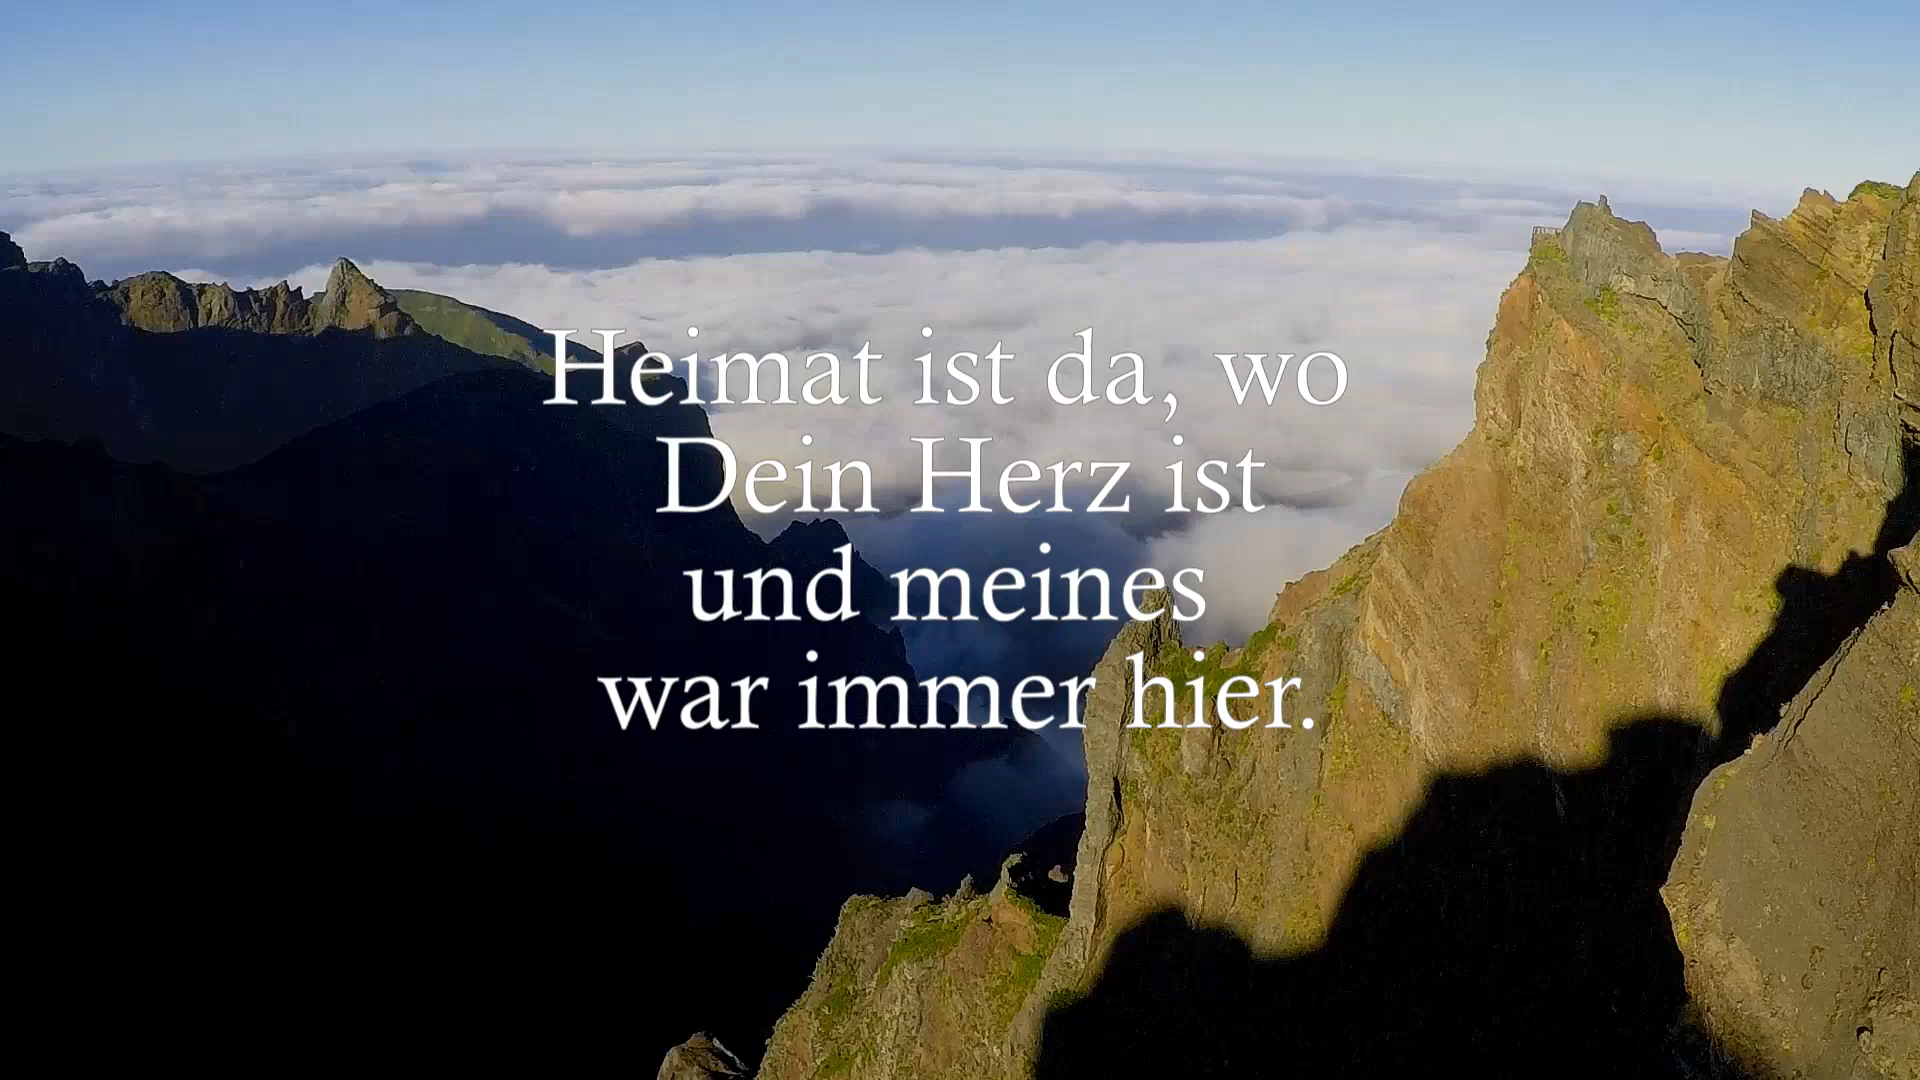 Heimat ist da, wo
Dein Herz ist
und meines
war immer hier.